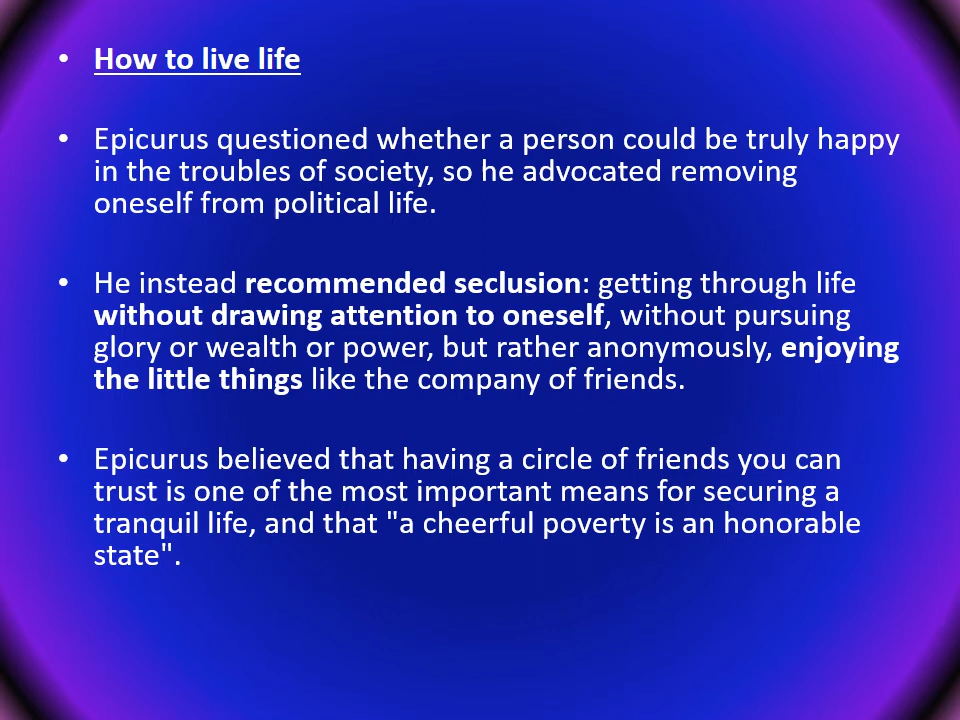 • How to live life
• Epicurus questioned whether a person could be truly happy
in the troubles of society, so he advocated removing
oneself from political life.
• He instead recommended seclusion: getting through life
without drawing attention to oneself, without pursuing
glory or wealth or power, but rather anonymously, enjoying
the little things like the company of friends.
• Epicurus believed that having a circle of friends you can
trust is one of the most important means for securing a
tranquil life, and that "a cheerful poverty is an honorable
state".